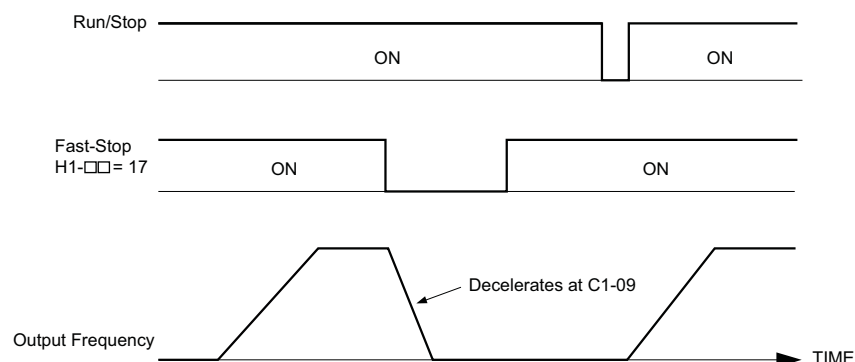 Run/Stop
ON
ON
Fast-Stop
H1-□□= 17
ON
ON
Decelerates at C1-09
Output Frequency
TIME